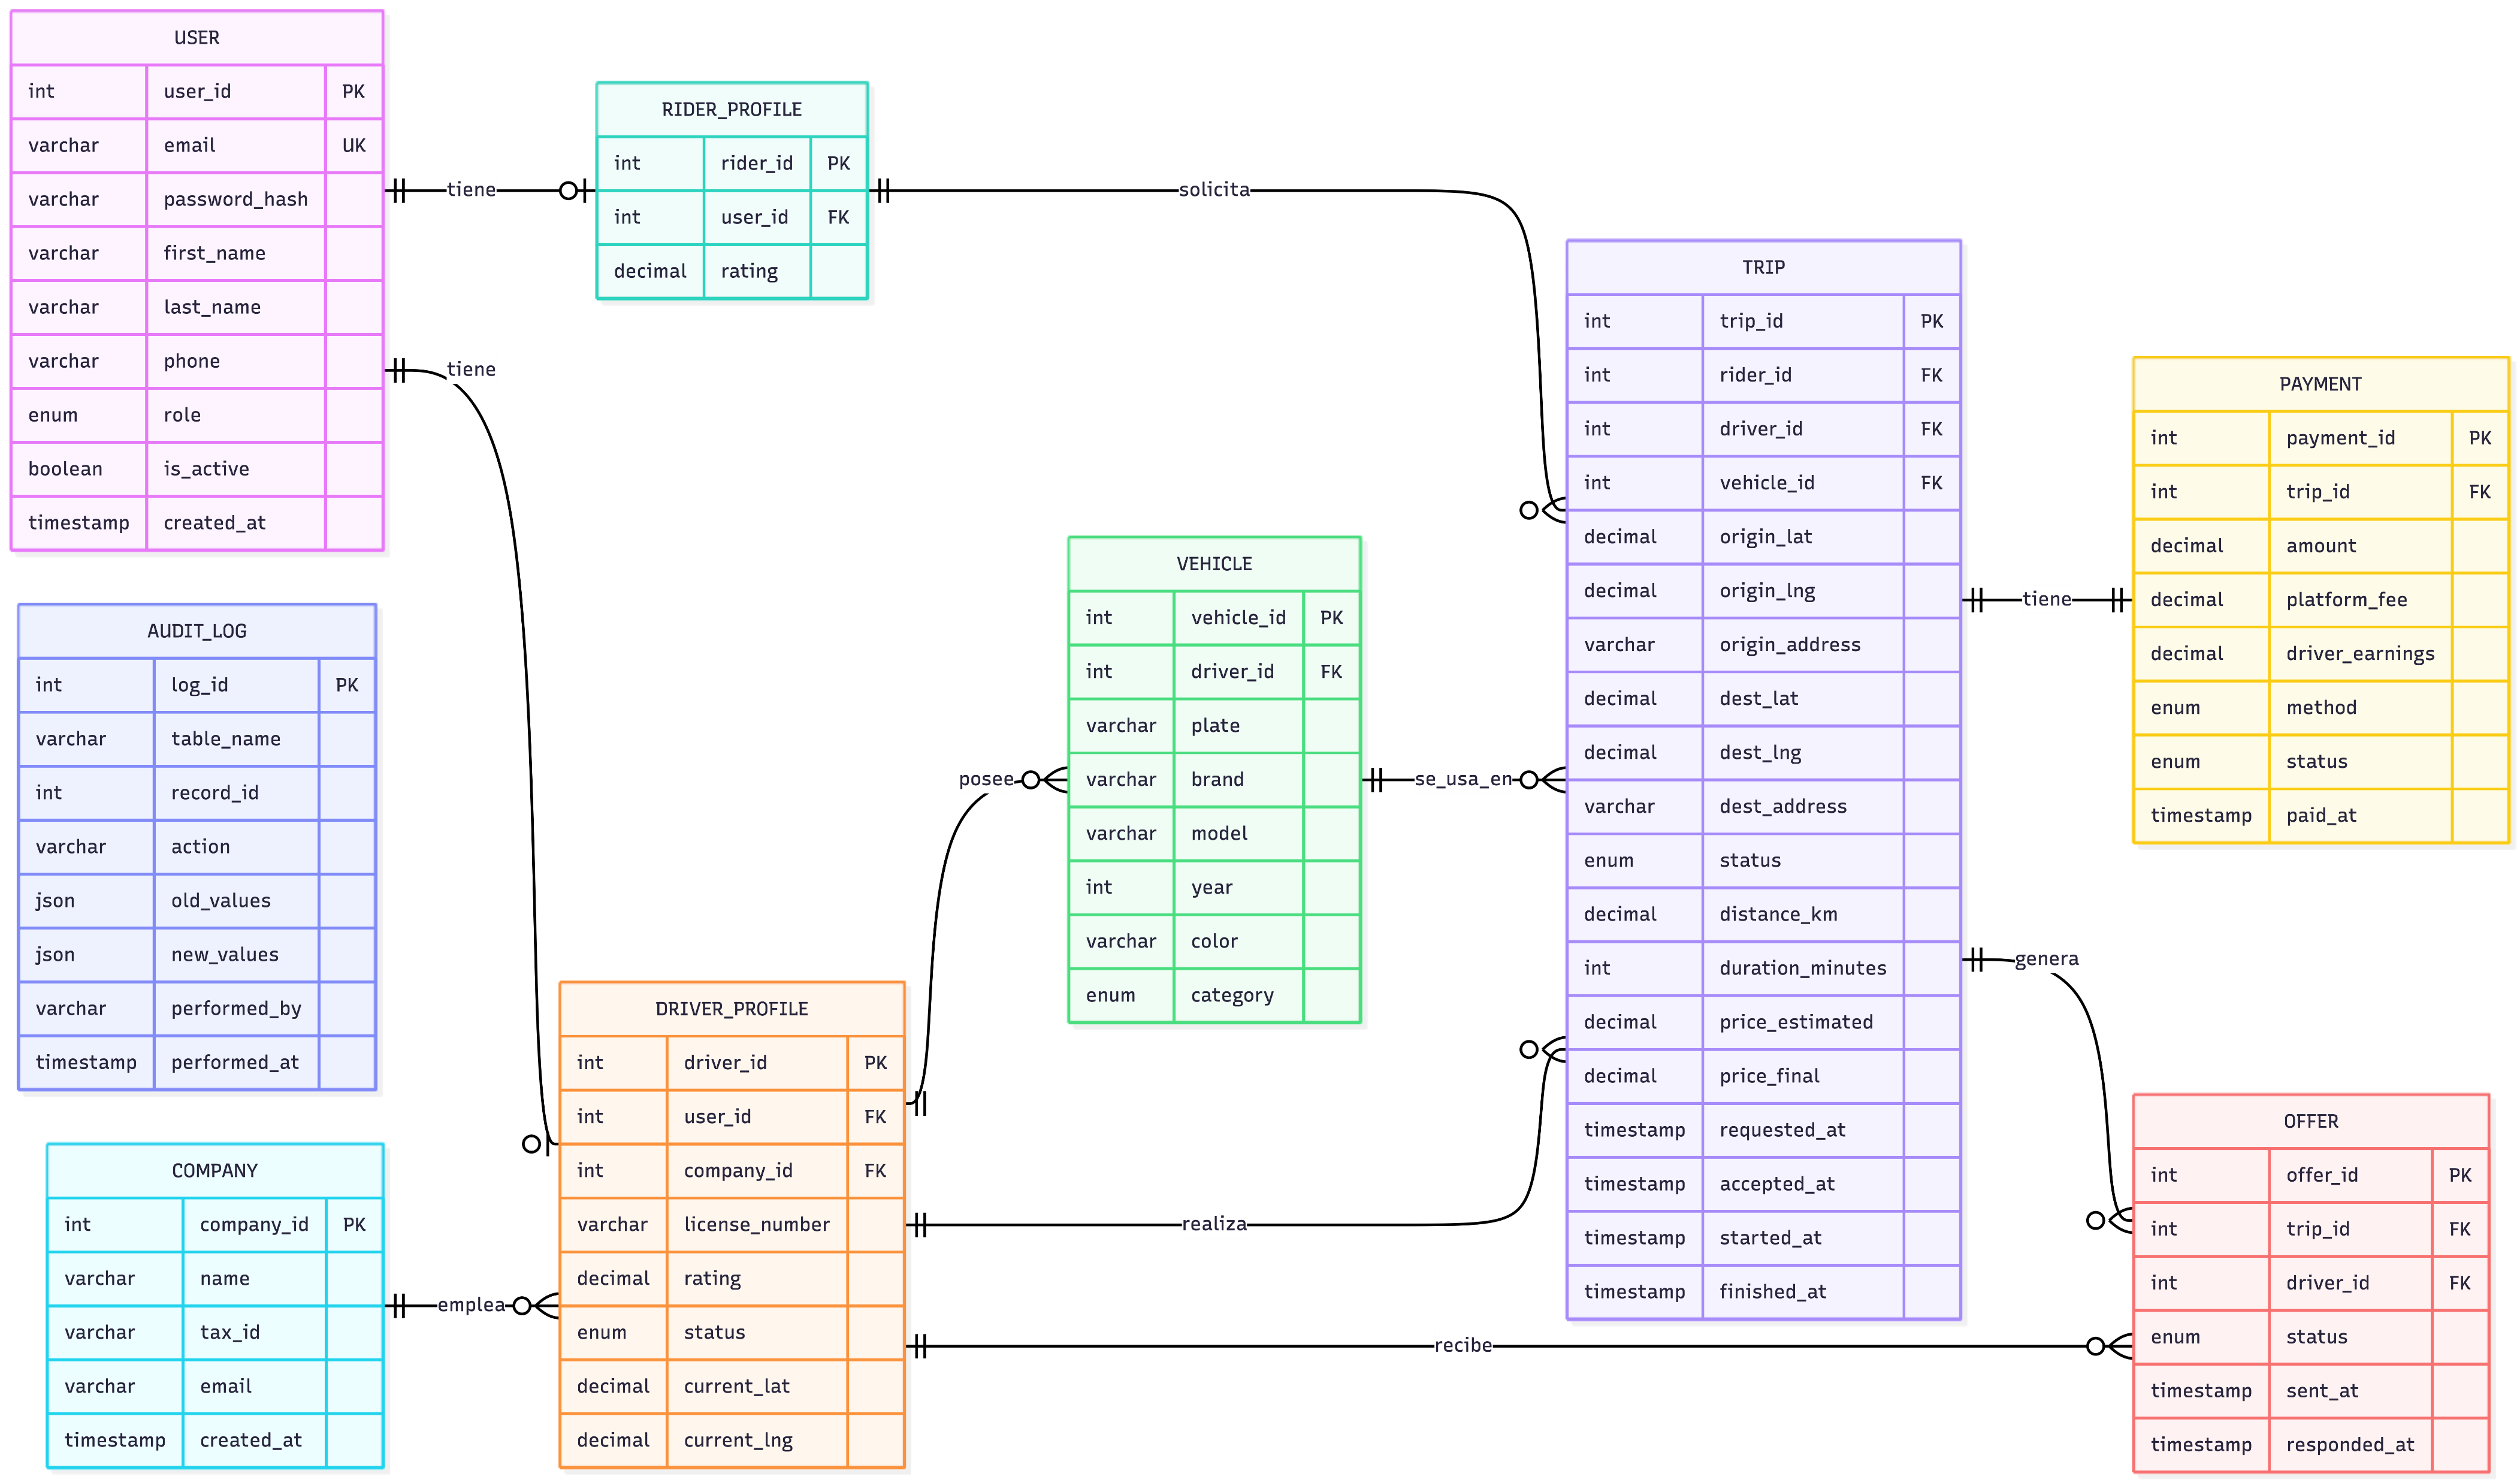 USER
int user_id PK
varchar email UK
varchar password_hash
varchar first_name
varchar last_name
varchar phone
enum role
boolean is_active
timestamp created_at
tiene
tiene
RIDER_PROFILE
int rider_id PK
int user_id FK
decimal rating
solicita
AUDIT_LOG
int log_id PK
varchar table_name
int record_id
varchar action
json old_values
json new_values
varchar performed_by
timestamp performed_at
COMPANY
int company_id PK
varchar name
varchar tax_id
varchar email
timestamp created_at
emplea
DRIVER_PROFILE
int driver_id PK
int user_id FK
int company_id FK
varchar license_number
decimal rating
enum status
decimal current_lat
decimal current_lng
posee
realiza
recibe
VEHICLE
int vehicle_id PK
int driver_id FK
varchar plate
varchar brand
varchar model
int year
varchar color
enum category
se_usa_en
TRIP
int trip_id PK
int rider_id FK
int driver_id FK
int vehicle_id FK
decimal origin_lat
decimal origin_lng
varchar origin_address
decimal dest_lat
decimal dest_lng
varchar dest_address
enum status
decimal distance_km
int duration_minutes
decimal price_estimated
decimal price_final
timestamp requested_at
timestamp accepted_at
timestamp started_at
timestamp finished_at
tiene
genera
PAYMENT
int payment_id PK
int trip_id FK
decimal amount
decimal platform_fee
decimal driver_earnings
enum method
enum status
timestamp paid_at
OFFER
int offer_id PK
int trip_id FK
int driver_id FK
enum status
timestamp sent_at
timestamp responded_at